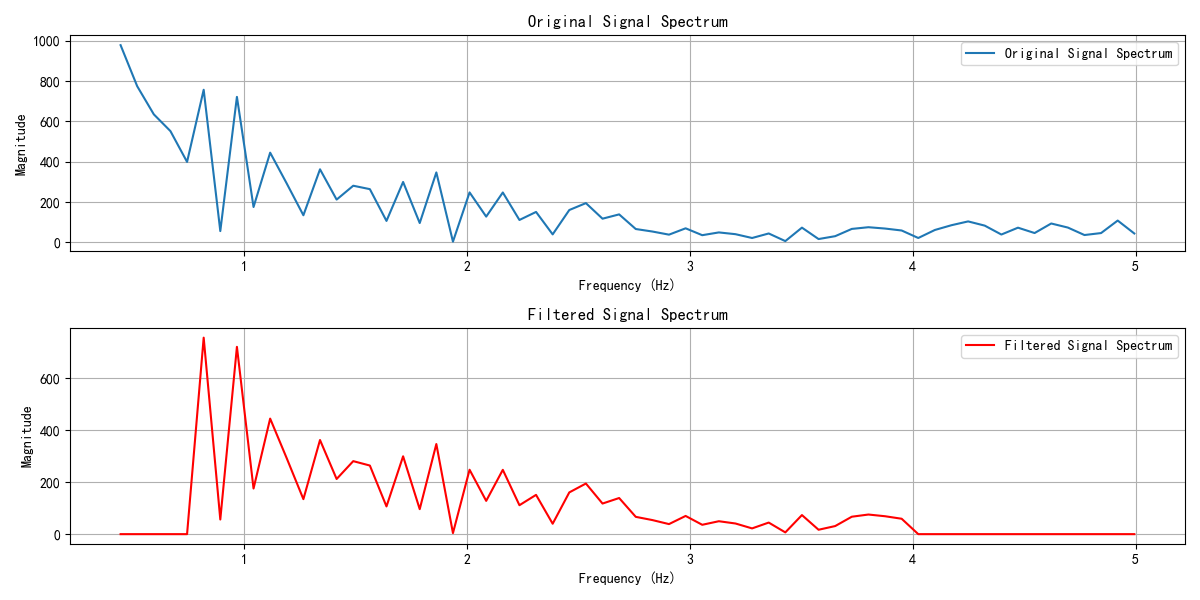 Original Signal Spectrum
1000
800
600
400
200
0
Magnitude
Original Signal Spectrum
1 2 3 4 5
Frequency (Hz)
Filtered Signal Spectrum
600
400
200
0
Magnitude
Filtered Signal Spectrum
1 2 3 4 5
Frequency (Hz)